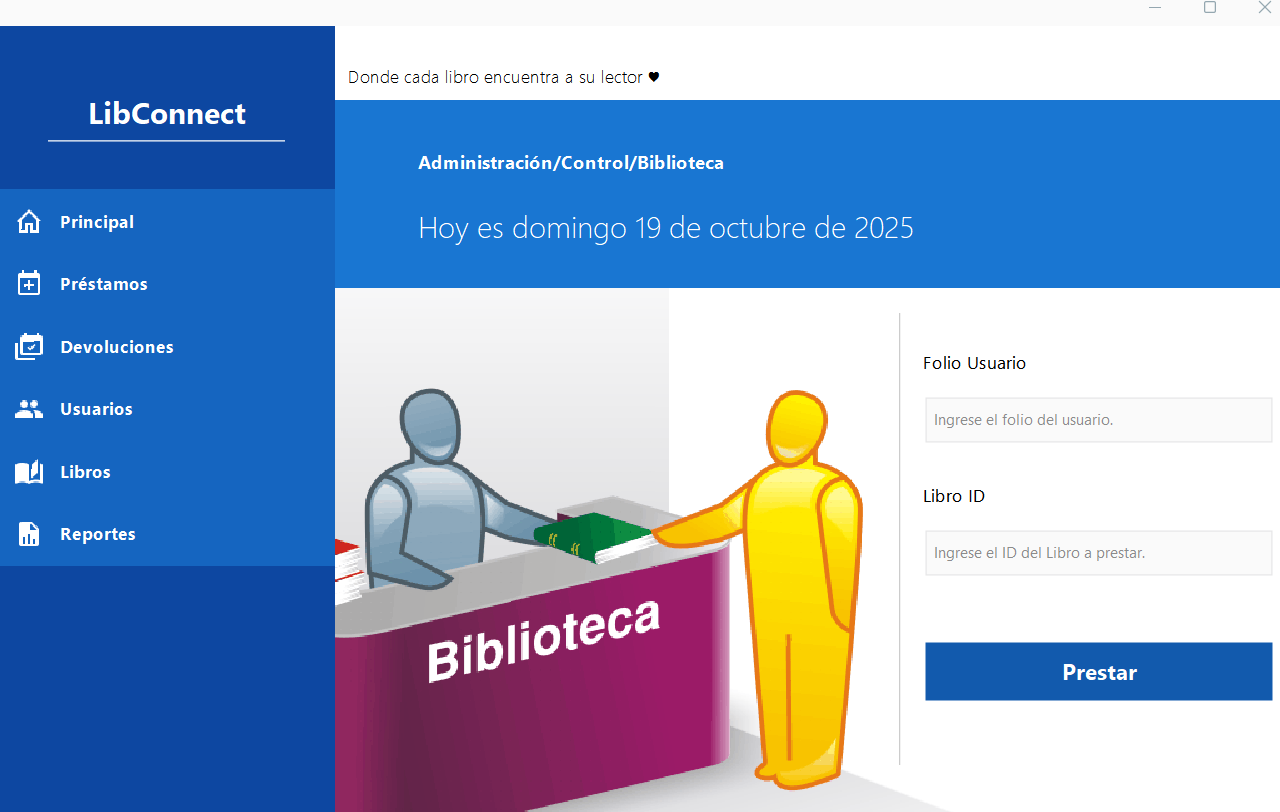 Donde cada libro encuentra a su lector ♥
LibConnect
Administración/Control/Biblioteca
Hoy es domingo 19 de octubre de 2025
Principal
Préstamos
Devoluciones
Usuarios
Libros
Reportes
Biblioteca
Folio Usuario
Ingrese el folio del usuario.
Libro ID
Ingrese el ID del Libro a prestar.
Prestar